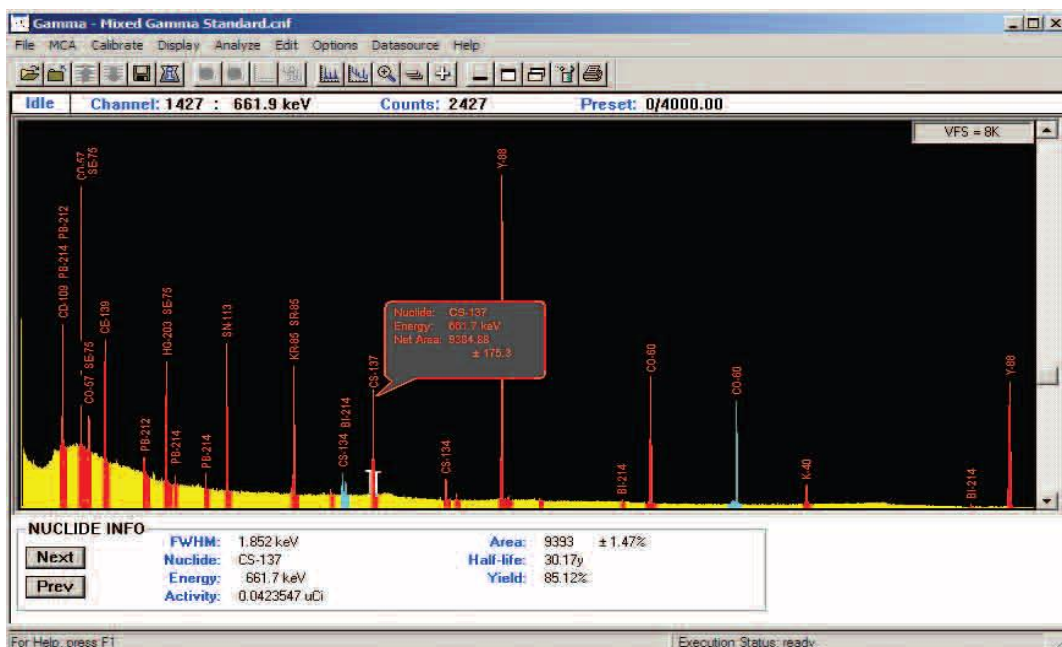 Gamma - Mixed Gamma Standard.cnf
File MCA Calibrate Display Analyze Edit Options Datasource Help
Idle Channel: 1427 : 661.9 keV Counts: 2427 Preset: 0/4000.00
VFS = 8K
CD-109 PB-214 PB-212
CO-57 SE-75
CO-57 SE-75
CE-139
PB-212
HG-203 SE-75
PB-214
PB-214
SN-113
KR-85 SR-85
CS-134 BI-214
CS-137
Nuclide: CS-137
Energy: 661.7 keV
Net Area: 9384.88
± 175.3
CS-134
Y-88
BI-214
CO-60
CO-60
K-40
BI-214
Y-88
NUCLIDE INFO
Next
Prev
FWHM: 1.852 keV Area: 9393 ± 1.47%
Nuclide: CS-137 Half-life: 30.17y
Energy: 661.7 keV Yield: 85.12%
Activity: 0.0423547 uCi
For Help, press F1 Execution Status: ready